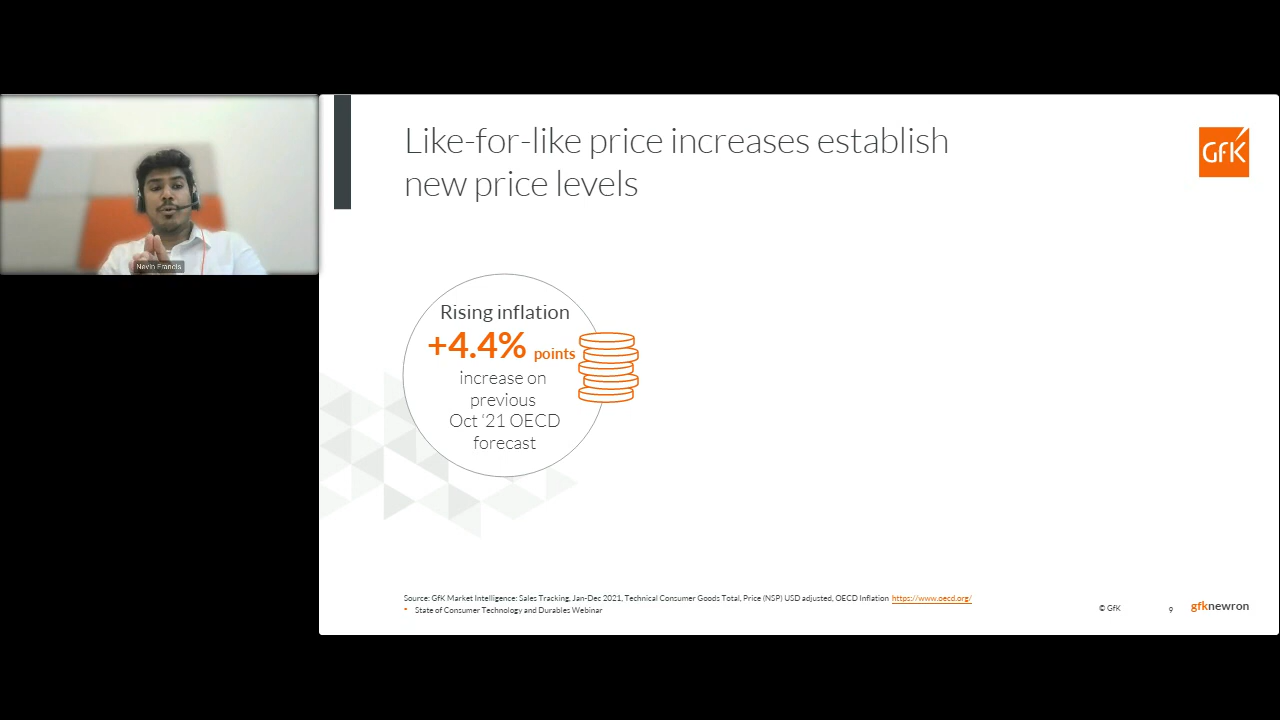 Like-for-like price increases establish
new price levels
GfK
Nevin Francis
Rising inflation
+4.4% points
increase on
previous
Oct ‘21 OECD
forecast
Source: GfK Market Intelligence: Sales Tracking, Jan-Dec 2021, Technical Consumer Goods Total, Price (NSP) USD adjusted, OECD Inflation https://www.oecd.org/
• State of Consumer Technology and Durables Webinar
© GfK
9
gfknewron